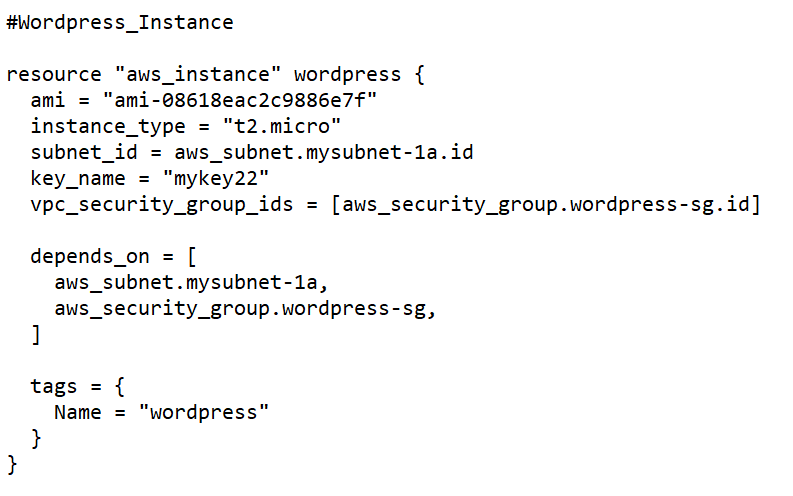 #Wordpress_Instance

resource "aws_instance" wordpress {
  ami = "ami-08618eac2c9886e7f"
  instance_type = "t2.micro"
  subnet_id = aws_subnet.mysubnet-1a.id
  key_name = "mykey22"
  vpc_security_group_ids = [aws_security_group.wordpress-sg.id]

  depends_on = [
    aws_subnet.mysubnet-1a,
    aws_security_group.wordpress-sg,
  ]

  tags = {
    Name = "wordpress"
  }
}